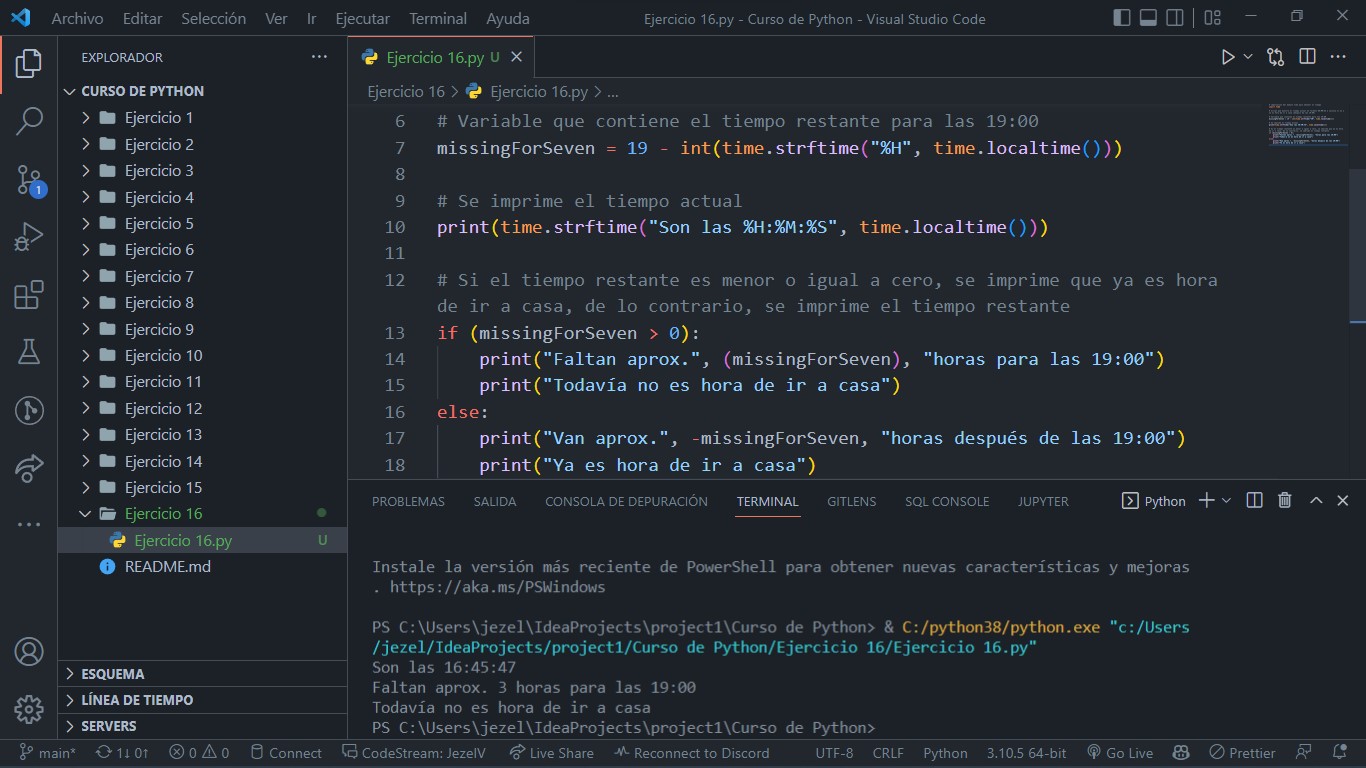 Archivo Editar Selección Ver Ir Ejecutar Terminal Ayuda Ejercicio 16.py - Curso de Python - Visual Studio Code
EXPLORADOR
CURSO DE PYTHON
Ejercicio 1
Ejercicio 2
Ejercicio 3
Ejercicio 4
Ejercicio 5
Ejercicio 6
Ejercicio 7
Ejercicio 8
Ejercicio 9
Ejercicio 10
Ejercicio 11
Ejercicio 12
Ejercicio 13
Ejercicio 14
Ejercicio 15
Ejercicio 16
Ejercicio 16.py U
README.md
ESQUEMA
LÍNEA DE TIEMPO
SERVERS
1
Ejercicio 16.py U
Ejercicio 16 > Ejercicio 16.py > ...
6 # Variable que contiene el tiempo restante para las 19:00
7 missingForSeven = 19 - int(time.strftime("%H", time.localtime()))
8
9 # Se imprime el tiempo actual
10 print(time.strftime("Son las %H:%M:%S", time.localtime()))
11
12 # Si el tiempo restante es menor o igual a cero, se imprime que ya es hora
de ir a casa, de lo contrario, se imprime el tiempo restante
13 if (missingForSeven > 0):
14 print("Faltan aprox.", (missingForSeven), "horas para las 19:00")
15 print("Todavía no es hora de ir a casa")
16 else:
17 print("Van aprox.", -missingForSeven, "horas después de las 19:00")
18 print("Ya es hora de ir a casa")
PROBLEMAS SALIDA CONSOLA DE DEPURACIÓN TERMINAL GITLENS SQL CONSOLE JUPYTER Python
Instale la versión más reciente de PowerShell para obtener nuevas características y mejoras
. https://aka.ms/PSWindows
PS C:\Users\jezel\IdeaProjects\project1\Curso de Python> & C:/python38/python.exe "c:/Users
/jezel/IdeaProjects/project1/Curso de Python/Ejercicio 16/Ejercicio 16.py"
Son las 16:45:47
Faltan aprox. 3 horas para las 19:00
Todavía no es hora de ir a casa
PS C:\Users\jezel\IdeaProjects\project1\Curso de Python>
main* 1↓ 0↑ 0 0 Connect CodeStream: JezelV Live Share Reconnect to Discord UTF-8 CRLF Python 3.10.5 64-bit Go Live Prettier